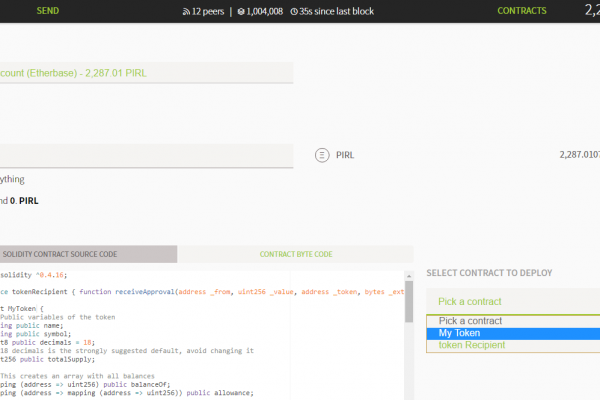 SEND 12 peers | 1,004,008 35s since last block CONTRACTS 2,2
count (Etherbase) - 2,287.01 PIRL
PIRL 2,287.0107
ything
nd 0. PIRL
SOLIDITY CONTRACT SOURCE CODE CONTRACT BYTE CODE
SELECT CONTRACT TO DEPLOY
solidity ^0.4.16;
ce tokenRecipient { function receiveApproval(address _from, uint256 _value, address _token, bytes _ext
t MyToken {
Public variables of the token
ing public name;
ing public symbol;
t8 public decimals = 18;
18 decimals is the strongly suggested default, avoid changing it
t256 public totalSupply;
This creates an array with all balances
ping (address => uint256) public balanceOf;
ping (address => mapping (address => uint256)) public allowance;
Pick a contract
Pick a contract
My Token
token Recipient